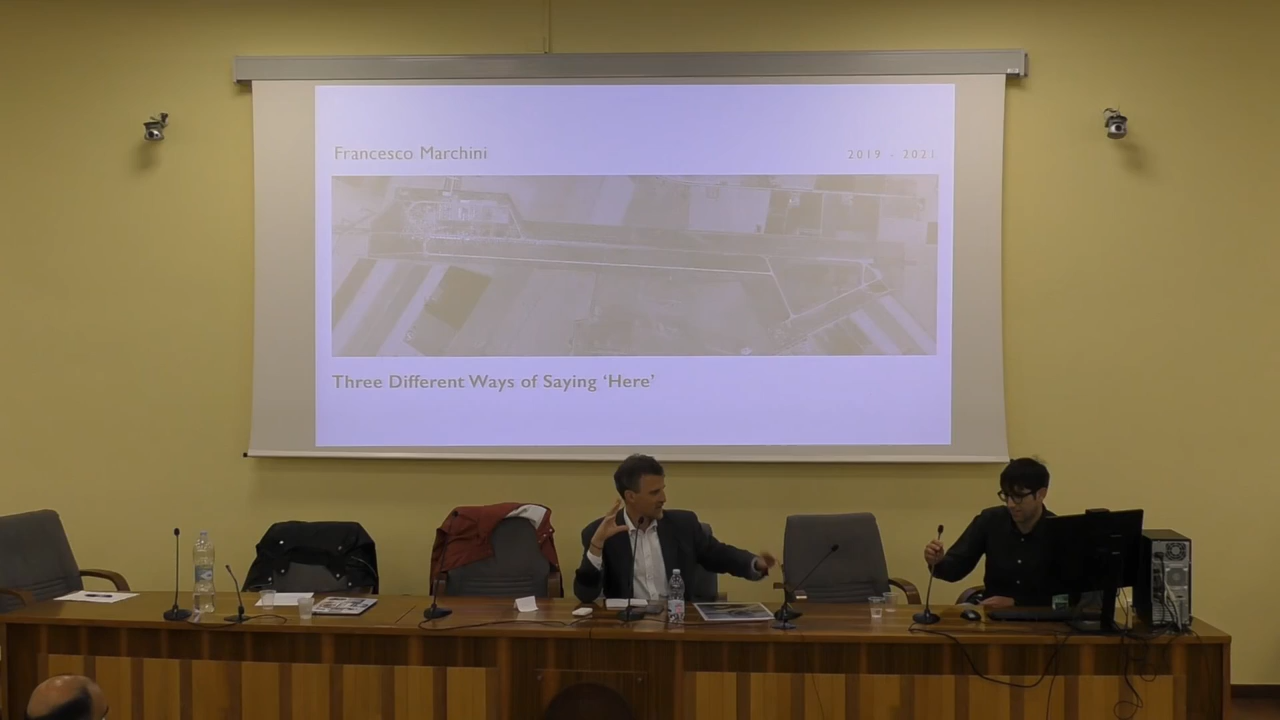 Francesco Marchini
2019 - 2021
Three Different Ways of Saying ‘Here’